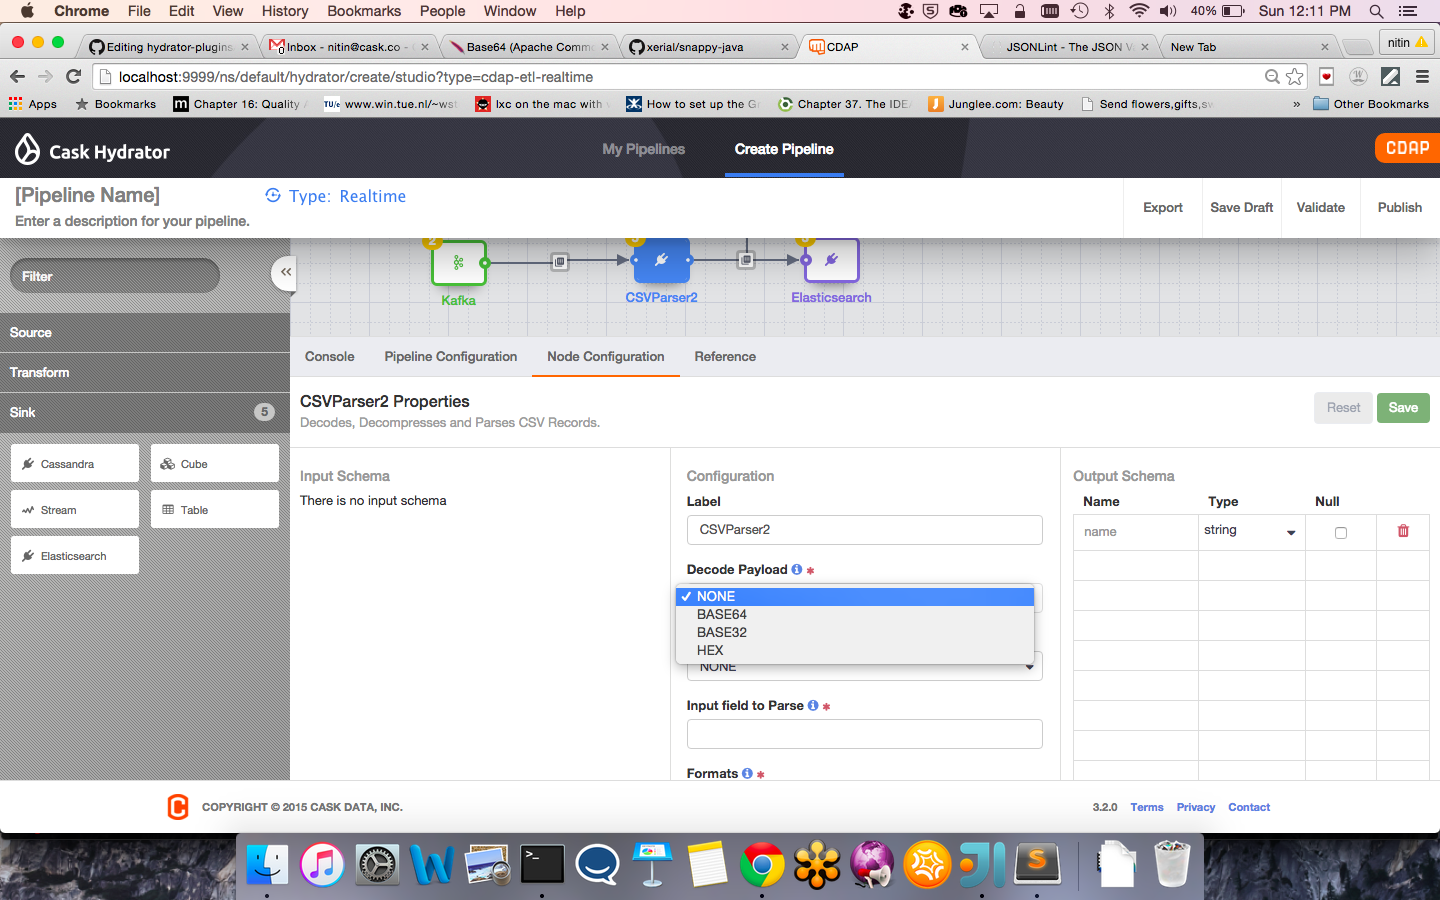 Chrome File Edit View History Bookmarks People Window Help 40% Sun 12:11 PM
Editing hydrator-plugins Inbox - nitin@cask.co - Base64 (Apache Commo xerial/snappy-java CDAP JSONLint - The JSON Va New Tab nitin
localhost:9999/ns/default/hydrator/create/studio?type=cdap-etl-realtime
Apps Bookmarks Chapter 16: Quality www.win.tue.nl/~wst lxc on the mac with How to set up the Chapter 37. The IDE Junglee.com: Beauty Send flowers,gifts,sw » Other Bookmarks
Cask Hydrator My Pipelines Create Pipeline CDAP
[Pipeline Name] Type: Realtime
Enter a description for your pipeline.
Export Save Draft Validate Publish
Filter «
Kafka CSVParser2 Elasticsearch
Source
Transform
Sink 5
Cassandra Cube
Stream Table
Elasticsearch
Console Pipeline Configuration Node Configuration Reference
CSVParser2 Properties
Decodes, Decompresses and Parses CSV Records.
Reset Save
Input Schema
There is no input schema
Configuration
Label
CSVParser2
Decode Payload *
✓ NONE
BASE64
BASE32
HEX
NONE
Input field to Parse *
Formats *
Output Schema
Name Type Null
name string
COPYRIGHT © 2015 CASK DATA, INC. 3.2.0 Terms Privacy Contact